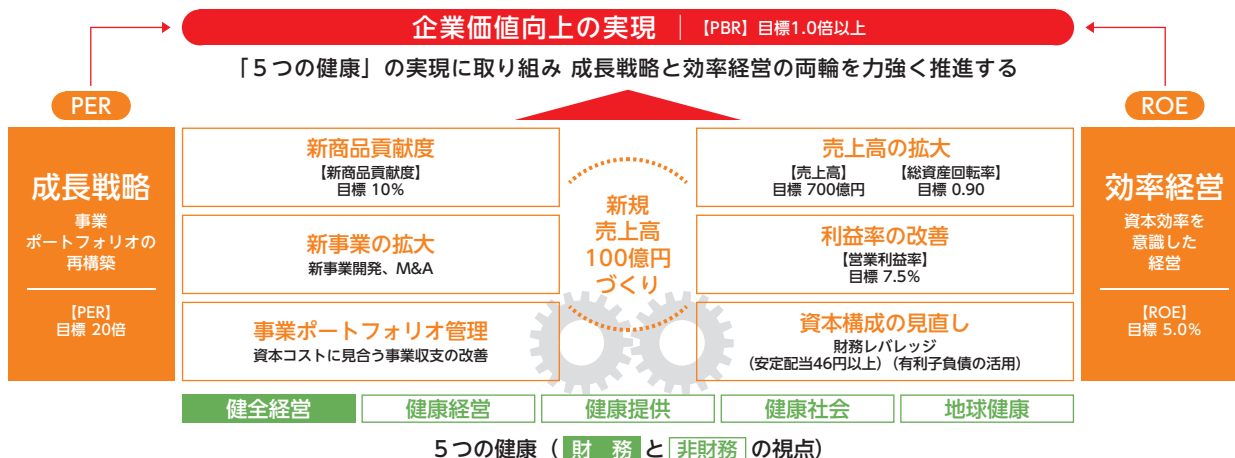 企業価値向上の実現 【PBR】目標1.0倍以上
「5つの健康」の実現に取り組み 成長戦略と効率経営の両輪を力強く推進する
PER
成長戦略
事業
ポートフォリオの
再構築
【PER】
目標 20倍
新商品貢献度
【新商品貢献度】
目標 10%
新事業の拡大
新事業開発、M&A
事業ポートフォリオ管理
資本コストに見合う事業収支の改善
新規
売上高
100億円
づくり
売上高の拡大
【売上高】 【総資産回転率】
目標 700億円 目標 0.90
利益率の改善
【営業利益率】
目標 7.5%
資本構成の見直し
財務レバレッジ
(安定配当46円以上)(有利子負債の活用)
ROE
効率経営
資本効率を
意識した
経営
【ROE】
目標 5.0%
健全経営 健康経営 健康提供 健康社会 地球健康
5つの健康(財 務と非財務の視点)